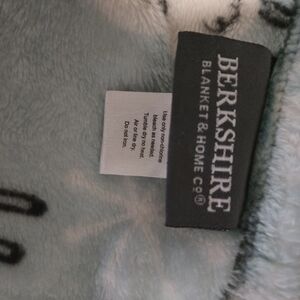 BERKSHIRE
BLANKET & HOME CO®
Use only non-chlorine
bleach as needed.
Tumble dry no heat.
Air or line dry.
Do not iron.